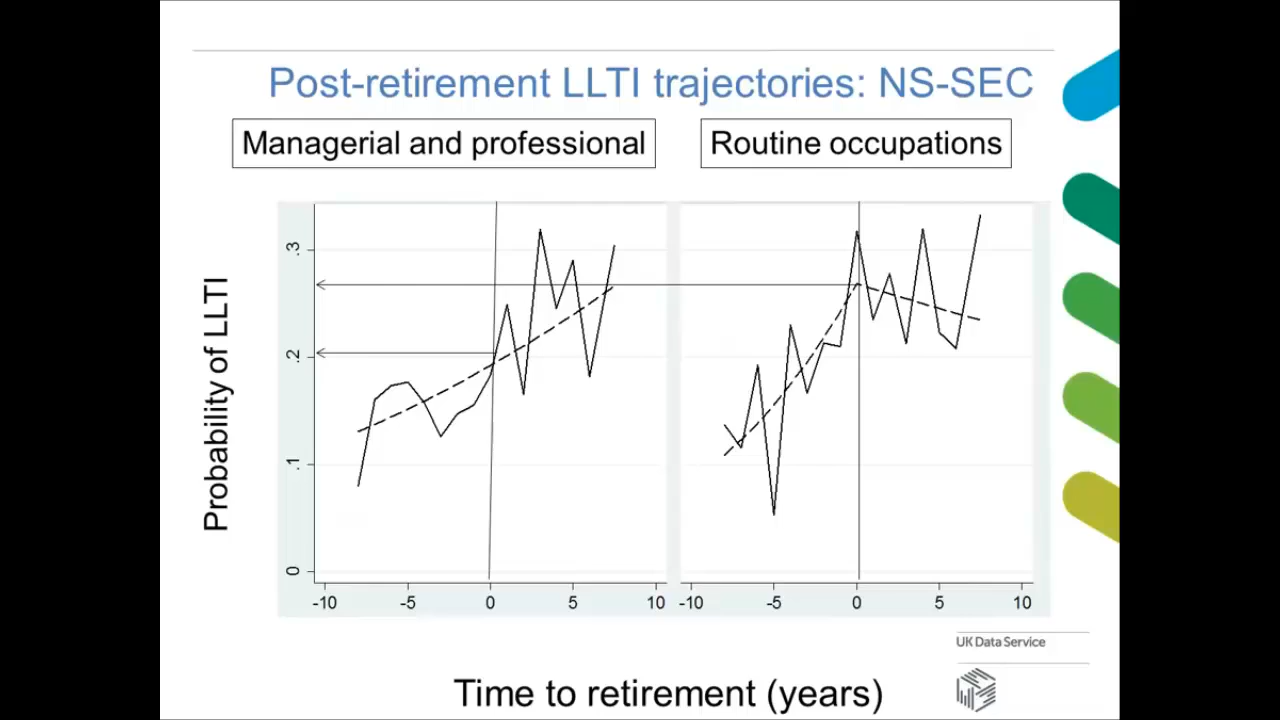 Post-retirement LLTI trajectories: NS-SEC
Managerial and professional
Routine occupations
Probability of LLTI
.3
.2
.1
0
-10 -5 0 5 10
-10 -5 0 5 10
Time to retirement (years)
UK Data Service